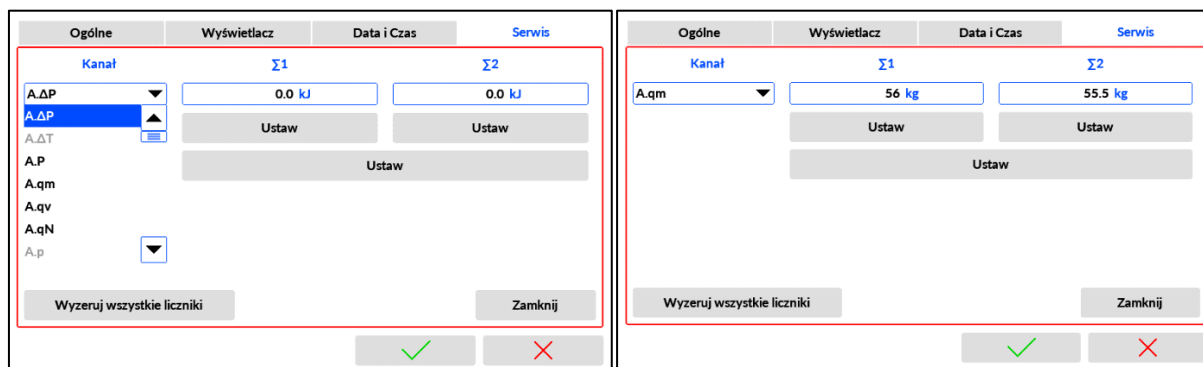 Ogólne Wyświetlacz Data i Czas Serwis
Kanał Σ1 Σ2
A.ΔP 0.0 kJ 0.0 kJ
A.ΔP
Ustaw Ustaw
A.ΔT
A.P
Ustaw
A.qm
A.qv
A.qN
A.p
Wyzeruj wszystkie liczniki Zamknij
Ogólne Wyświetlacz Data i Czas Serwis
Kanał Σ1 Σ2
A.qm 56 kg 55.5 kg
Ustaw Ustaw
Ustaw
Wyzeruj wszystkie liczniki Zamknij